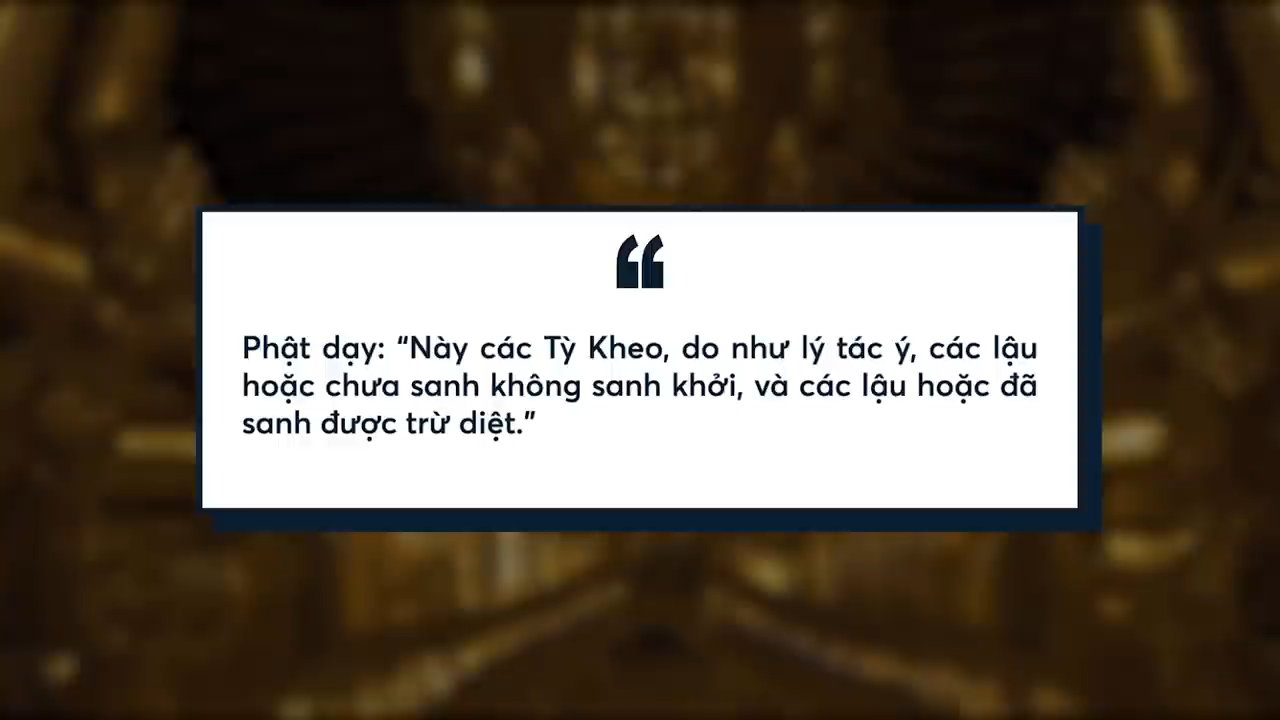 “
Phật dạy: “Này các Tỳ Kheo, do như lý tác ý, các lậu
hoặc chưa sanh không sanh khởi, và các lậu hoặc đã
sanh được trừ diệt.”